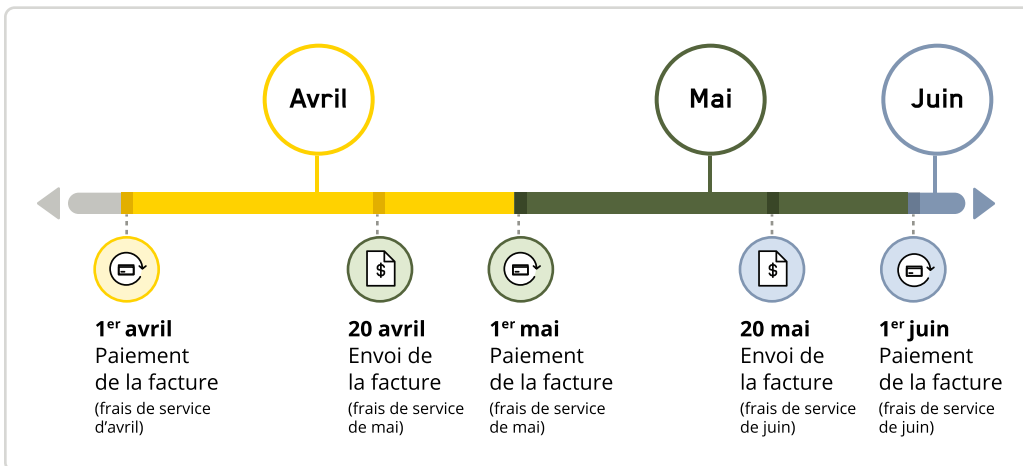 Avril
Mai
Juin
$
$
1er avril
Paiement
de la facture
(frais de service
d’avril)
20 avril
Envoi de
la facture
(frais de service
de mai)
1er mai
Paiement
de la facture
(frais de service
de mai)
20 mai
Envoi de
la facture
(frais de service
de juin)
1er juin
Paiement
de la facture
(frais de service
de juin)